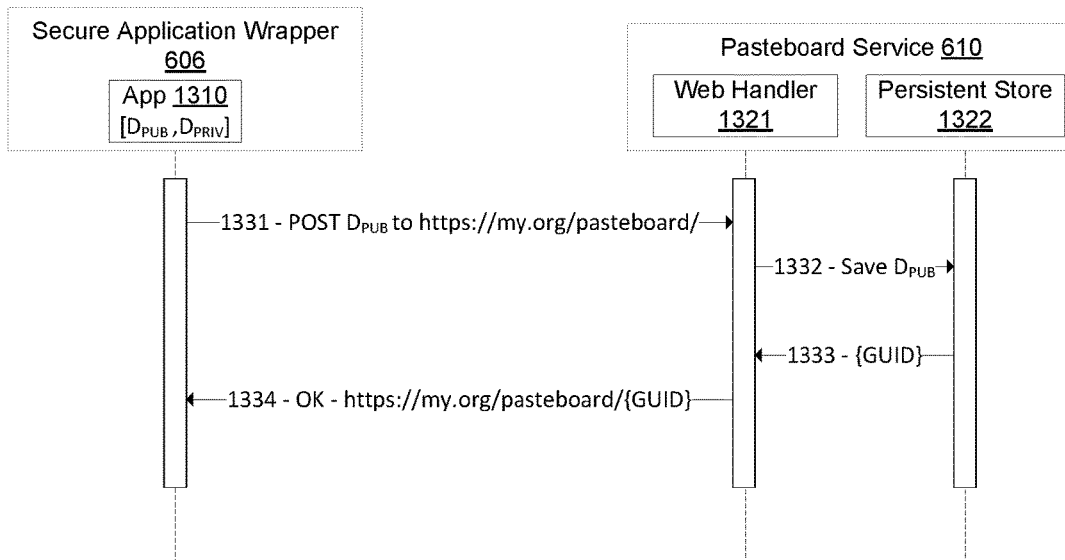 Secure Application Wrapper
606
App 1310
[DPUB,DPRIV]
Pasteboard Service 610
Web Handler
1321
Persistent Store
1322
1331 - POST DPUB to https://my.org/pasteboard/
1332 - Save DPUB
1333 - {GUID}
1334 - OK - https://my.org/pasteboard/{GUID}